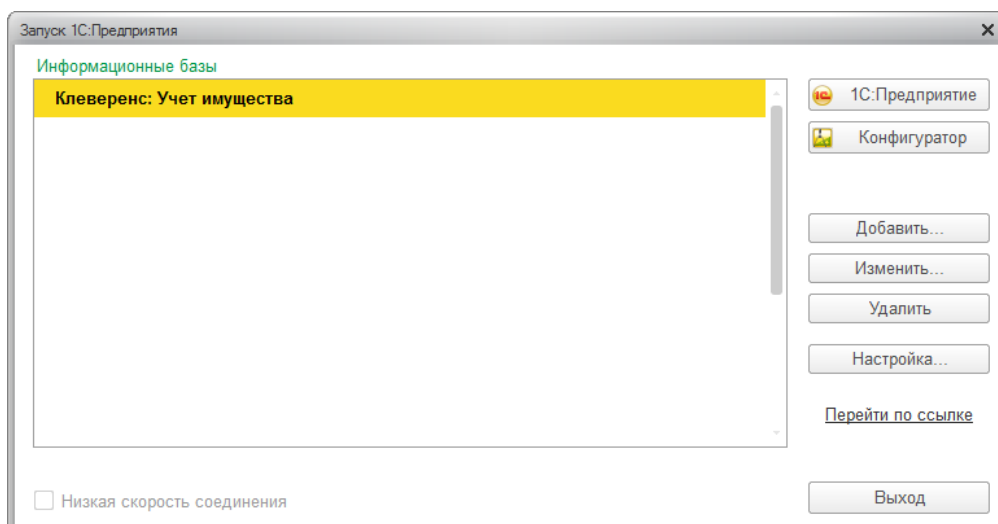 Запуск 1С:Предприятия
Информационные базы
Клеверенс: Учет имущества
1С:Предприятие
Конфигуратор
Добавить...
Изменить...
Удалить
Настройка...
Перейти по ссылке
Низкая скорость соединения
Выход